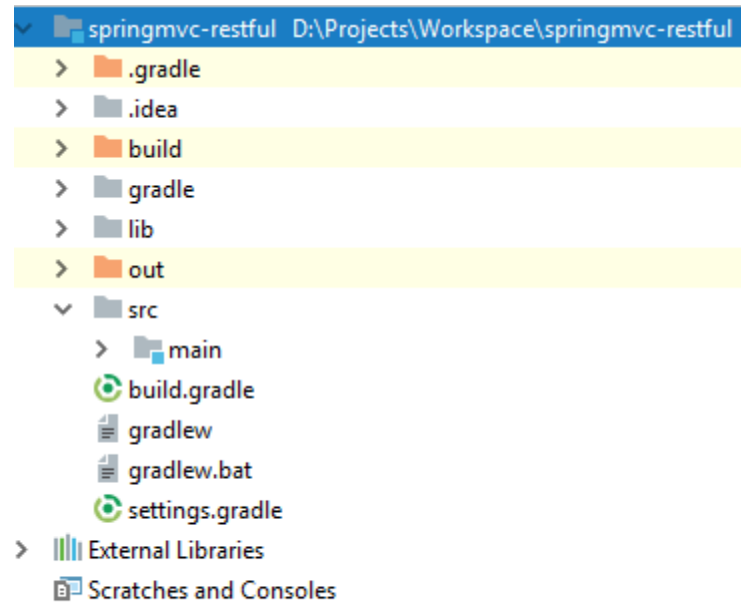 springmvc-restful D:\Projects\Workspace\springmvc-restful
.gradle
.idea
build
gradle
lib
out
src
main
build.gradle
gradlew
gradlew.bat
settings.gradle
External Libraries
Scratches and Consoles